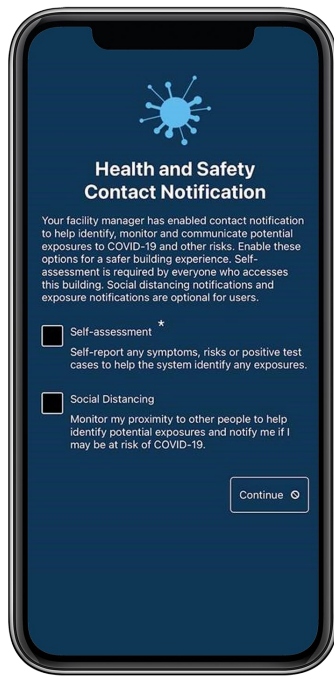 Health and Safety
Contact Notification
Your facility manager has enabled contact notification
to help identify, monitor and communicate potential
exposures to COVID-19 and other risks. Enable these
options for a safer building experience. Self-
assessment is required by everyone who accesses
this building. Social distancing notifications and
exposure notifications are optional for users.
Self-assessment *
Self-report any symptoms, risks or positive test
cases to help the system identify any exposures.
Social Distancing
Monitor my proximity to other people to help
identify potential exposures and notify me if I
may be at risk of COVID-19.
Continue